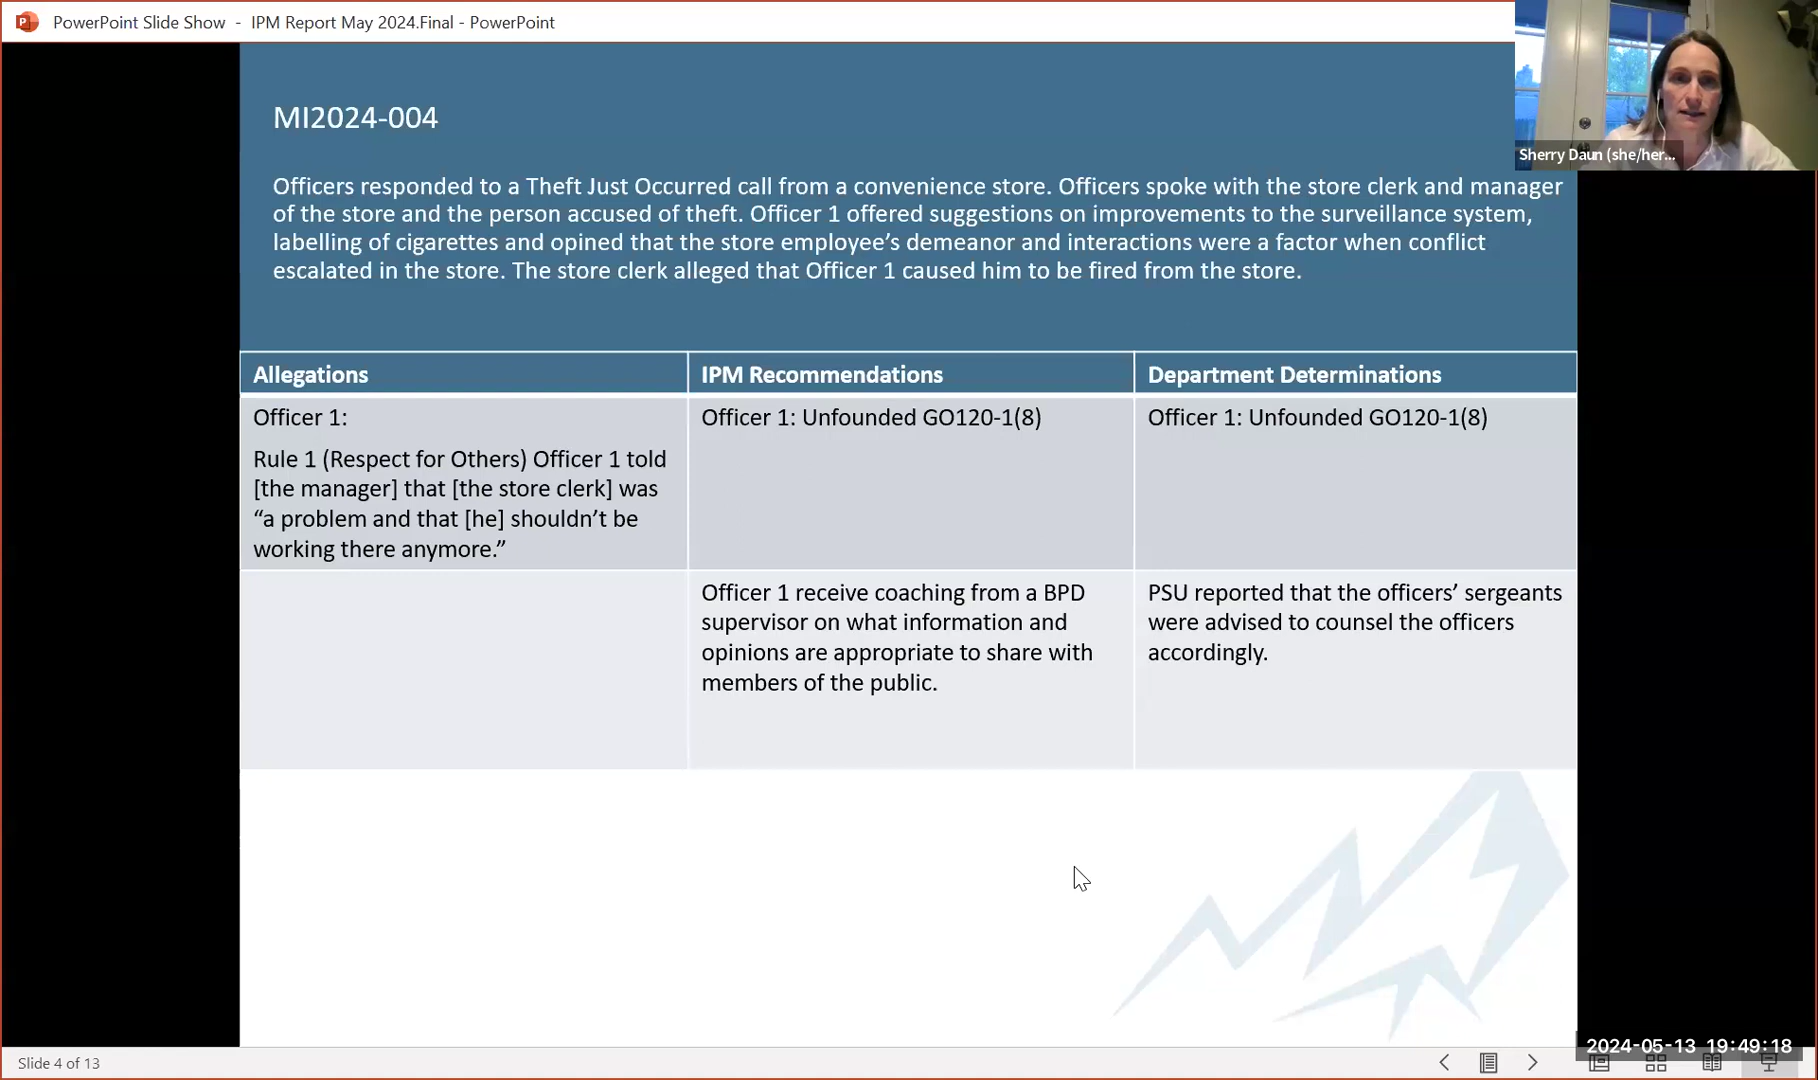 PowerPoint Slide Show - IPM Report May 2024.Final - PowerPoint
Sherry Daun (she/her...
MI2024-004
Officers responded to a Theft Just Occurred call from a convenience store. Officers spoke with the store clerk and manager
of the store and the person accused of theft. Officer 1 offered suggestions on improvements to the surveillance system,
labelling of cigarettes and opined that the store employee's demeanor and interactions were a factor when conflict
escalated in the store. The store clerk alleged that Officer 1 caused him to be fired from the store.
Allegations
IPM Recommendations
Department Determinations
Officer 1:
Rule 1 (Respect for Others) Officer 1 told
[the manager] that [the store clerk] was
“a problem and that [he] shouldn’t be
working there anymore.”
Officer 1: Unfounded GO120-1(8)
Officer 1: Unfounded GO120-1(8)
Officer 1 receive coaching from a BPD
supervisor on what information and
opinions are appropriate to share with
members of the public.
PSU reported that the officers’ sergeants
were advised to counsel the officers
accordingly.
Slide 4 of 13
2024-05-13 19:49:18